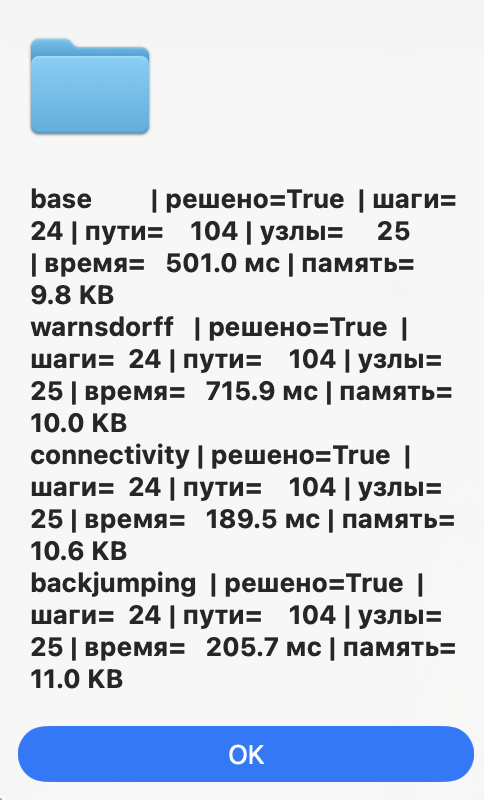 base | решено=True | шаги=
24 | пути= 104 | узлы= 25
| время= 501.0 мс | память=
9.8 KB
warnsdorff | решено=True |
шаги= 24 | пути= 104 | узлы=
25 | время= 715.9 мс | память=
10.0 KB
connectivity | решено=True |
шаги= 24 | пути= 104 | узлы=
25 | время= 189.5 мс | память=
10.6 KB
backjumping | решено=True |
шаги= 24 | пути= 104 | узлы=
25 | время= 205.7 мс | память=
11.0 KB
OK